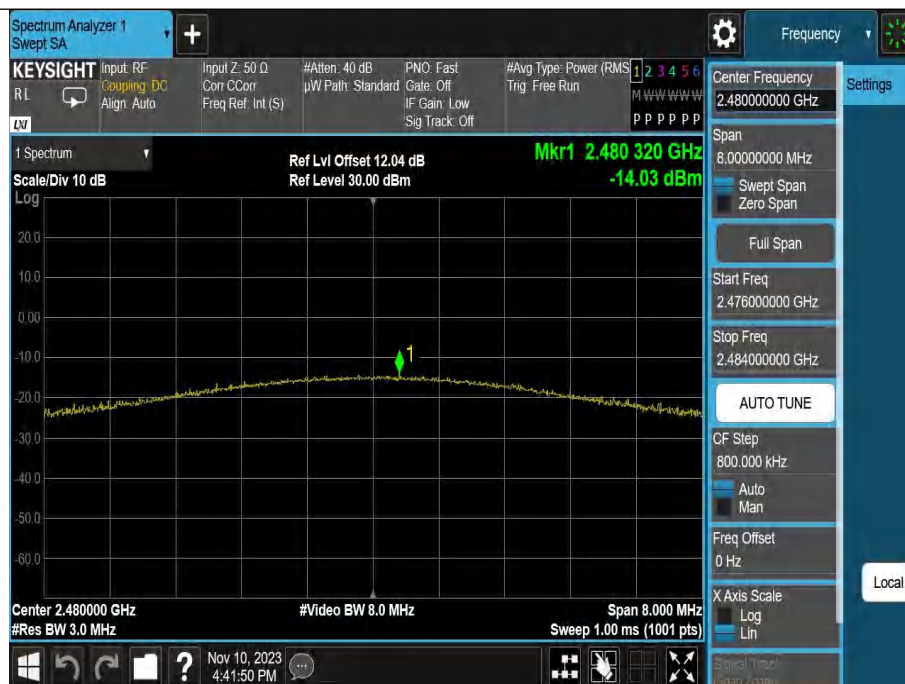 Spectrum Analyzer 1
Swept SA
Frequency
KEYSIGHT
RL
LXI
Input: RF
Coupling: DC
Align: Auto
Input Z: 50 Ω
Corr CCorr
Freq Ref: Int (S)
#Atten: 40 dB
µW Path: Standard
PNO: Fast
Gate: Off
IF Gain: Low
Sig Track: Off
#Avg Type: Power (RMS
Trig: Free Run
1 2 3 4 5 6
M W W W W W
P P P P P P
1 Spectrum
Scale/Div 10 dB
Log
Ref Lvl Offset 12.04 dB
Ref Level 30.00 dBm
Mkr1 2.480 320 GHz
-14.03 dBm
20.0
10.0
0.00
-10.0
-20.0
-30.0
-40.0
-50.0
-60.0
1
Center 2.480000 GHz
#Res BW 3.0 MHz
#Video BW 8.0 MHz
Span 8.000 MHz
Sweep 1.00 ms (1001 pts)
Nov 10, 2023
4:41:50 PM
Center Frequency
2.480000000 GHz
Span
8.00000000 MHz
Swept Span
Zero Span
Full Span
Start Freq
2.476000000 GHz
Stop Freq
2.484000000 GHz
AUTO TUNE
CF Step
800.000 kHz
Auto
Man
Freq Offset
0 Hz
X Axis Scale
Log
Lin
Signal Track
Settings
Local